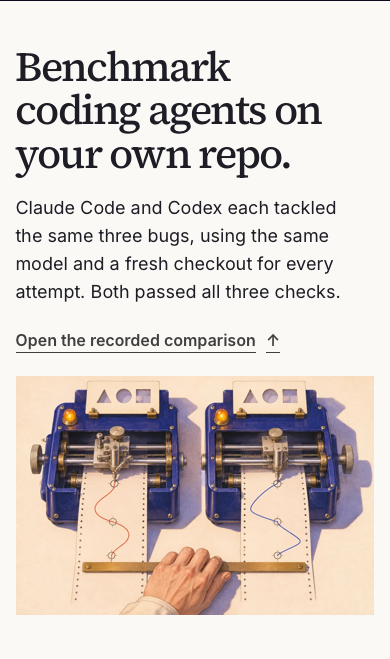 Benchmark
coding agents on
your own repo.
Claude Code and Codex each tackled
the same three bugs, using the same
model and a fresh checkout for every
attempt. Both passed all three checks.
Open the recorded comparison ↑